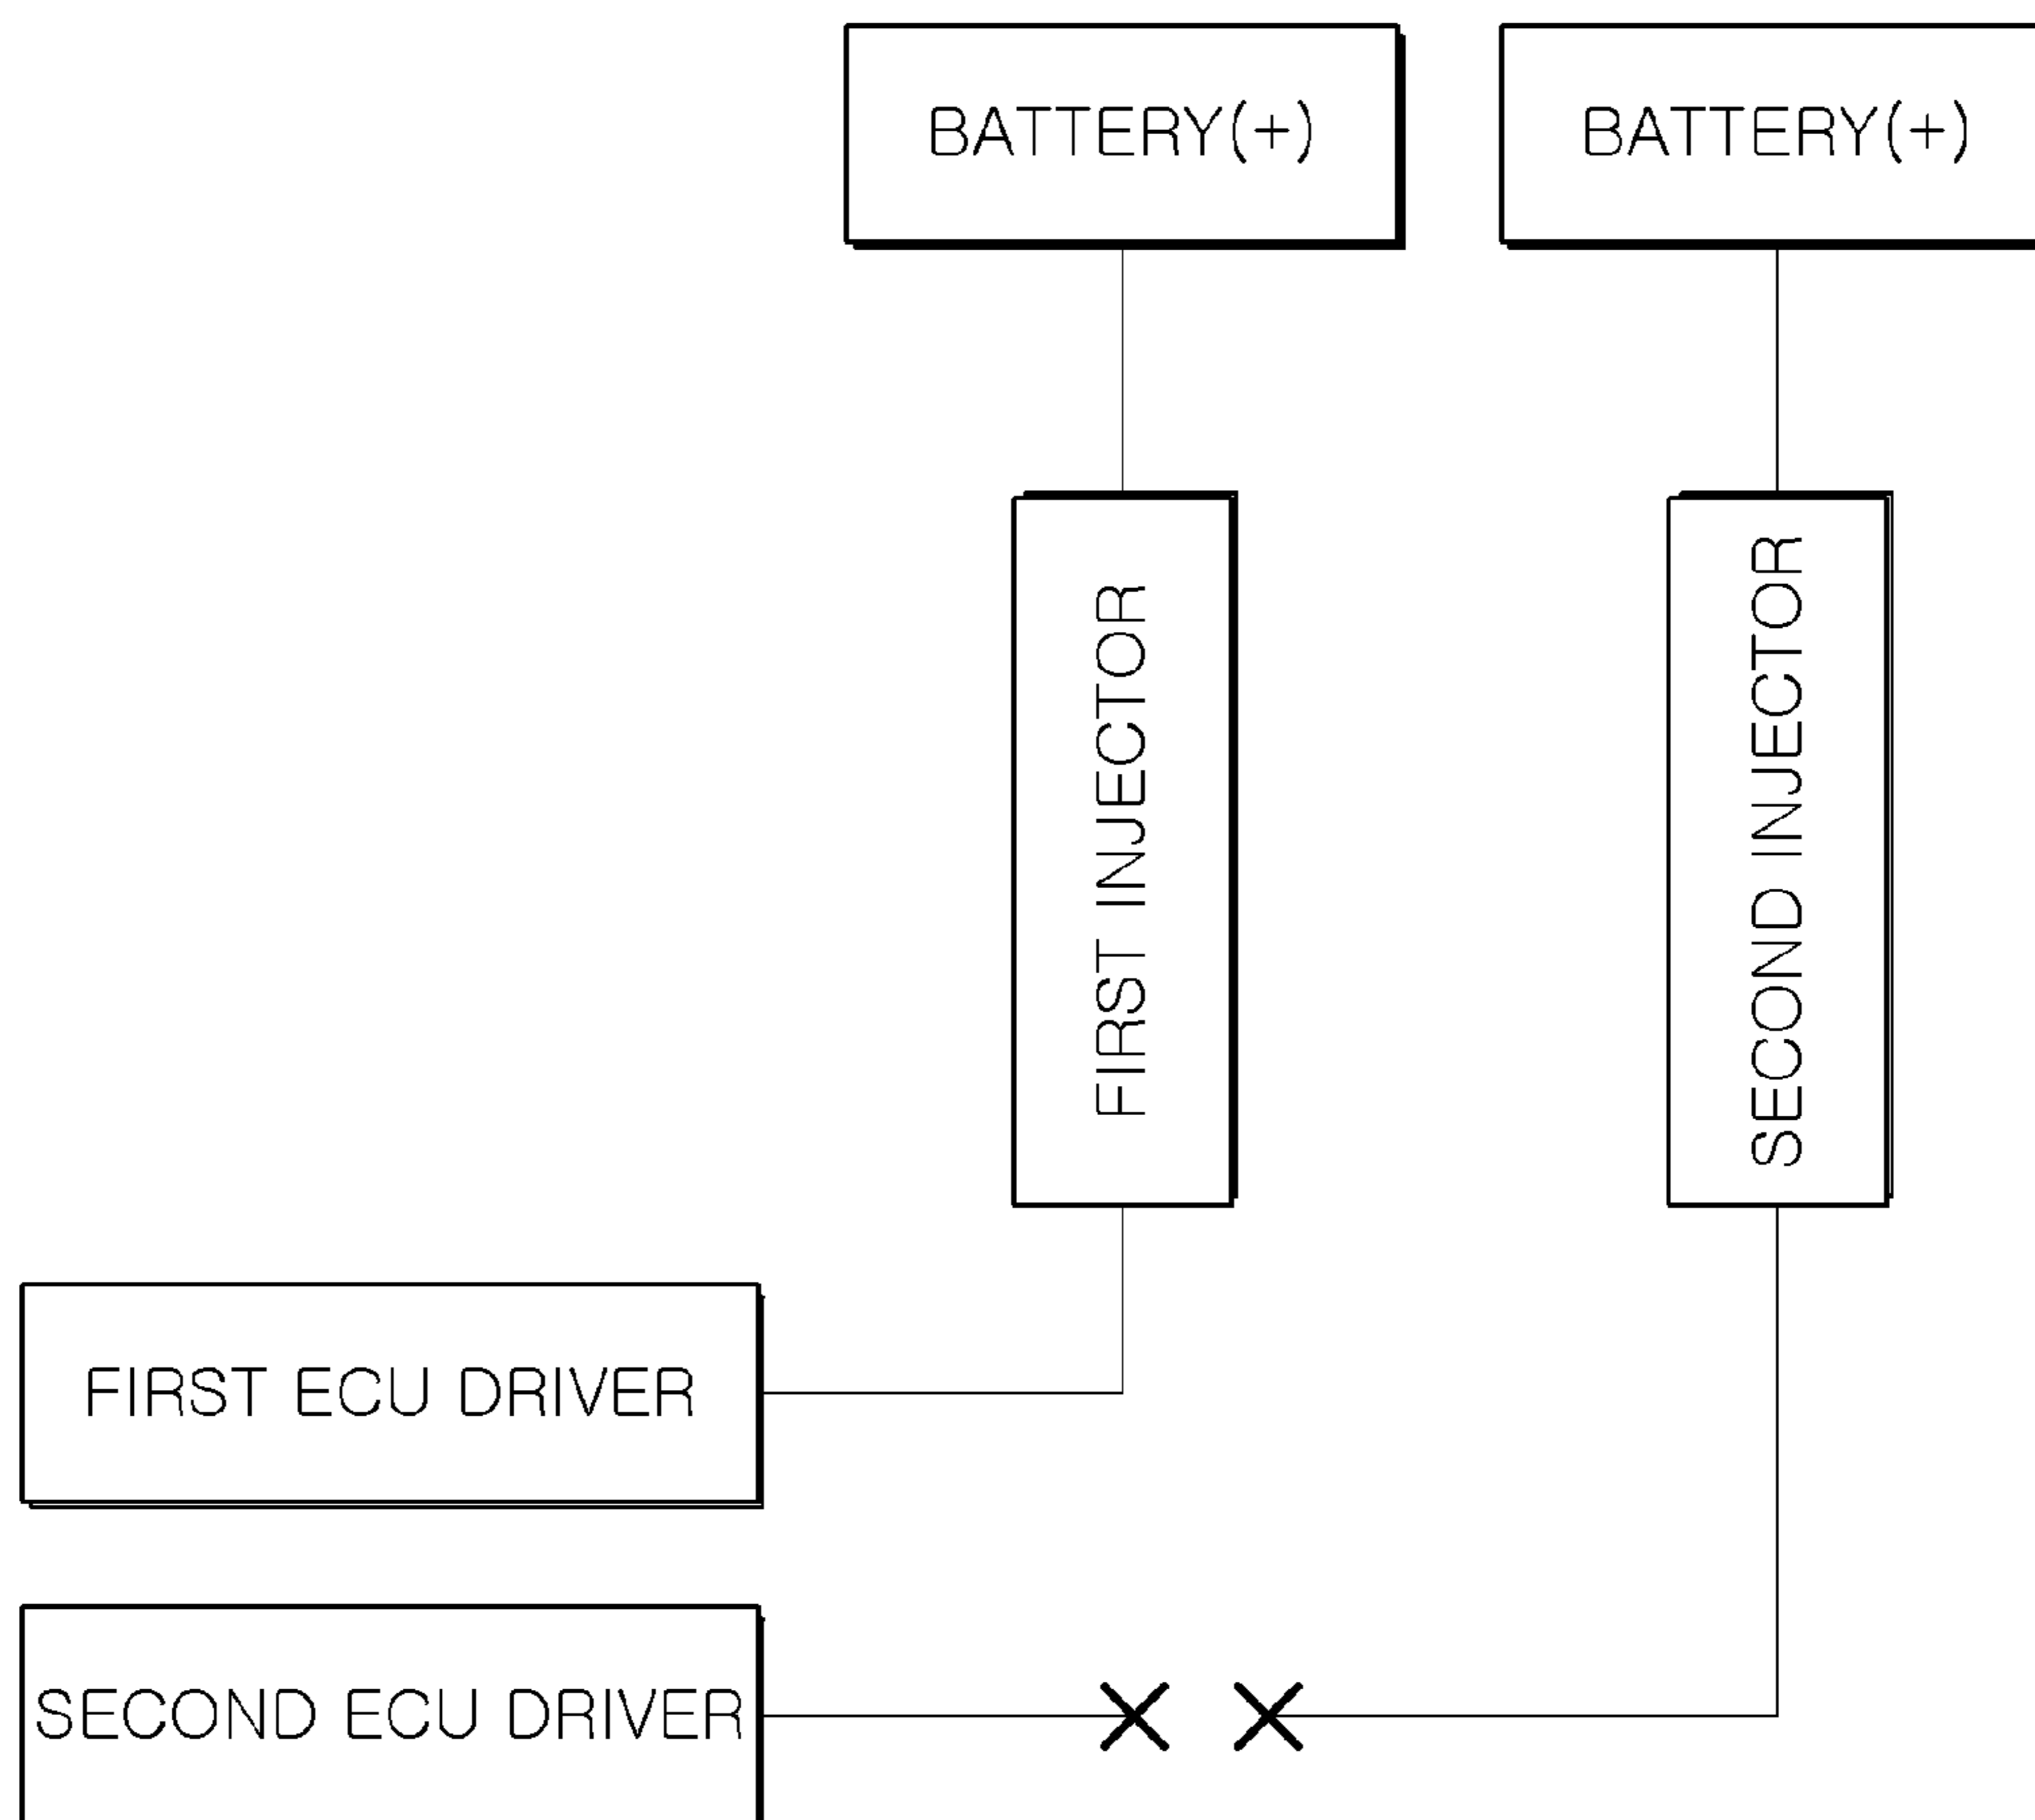 BATTERY(+)
BATTERY(+)
FIRST INJECTOR
SECOND INJECTOR
FIRST ECU DRIVER
SECOND ECU DRIVER